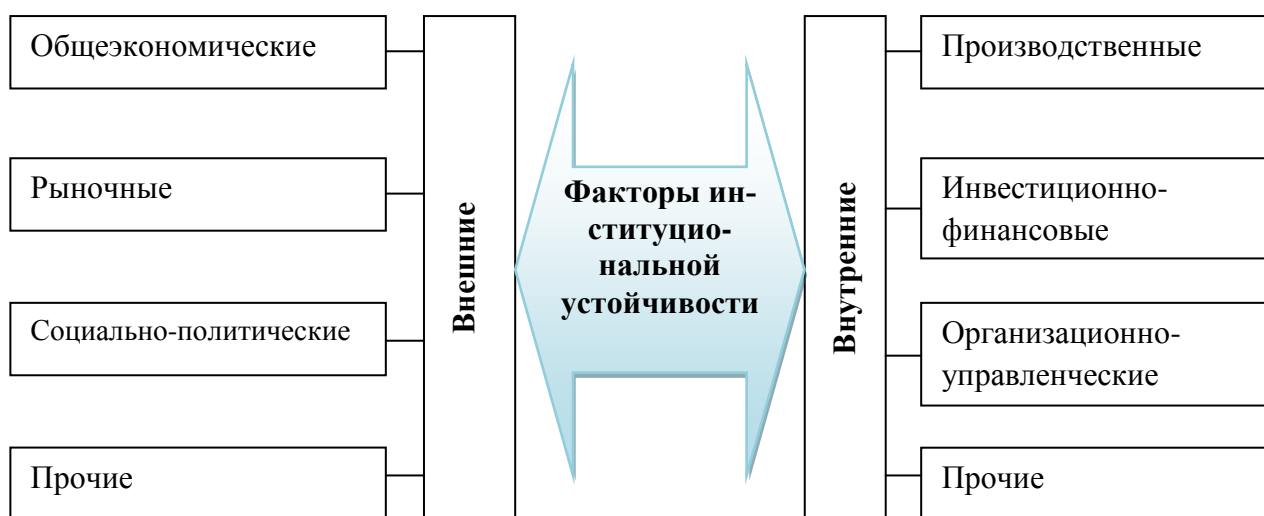 Общеэкономические
Рыночные
Социально-политические
Прочие
Внешние
Факторы ин-
ституцио-
нальной
устойчивости
Внутренние
Производственные
Инвестиционно-
финансовые
Организационно-
управленческие
Прочие